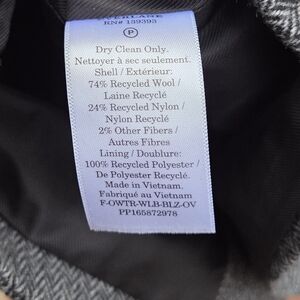 EVERLANE
RN# 139393
P
Dry Clean Only.
Nettoyer à sec seulement.
Shell / Extérieur:
74% Recycled Wool /
Laine Recyclé
24% Recycled Nylon /
Nylon Recyclé
2% Other Fibers /
Autres Fibres
Lining / Doublure:
100% Recycled Polyester /
De Polyester Recyclé.
Made in Vietnam.
Fabriqué au Vietnam
F-OWTR-WLB-BLZ-OV
PP165872978